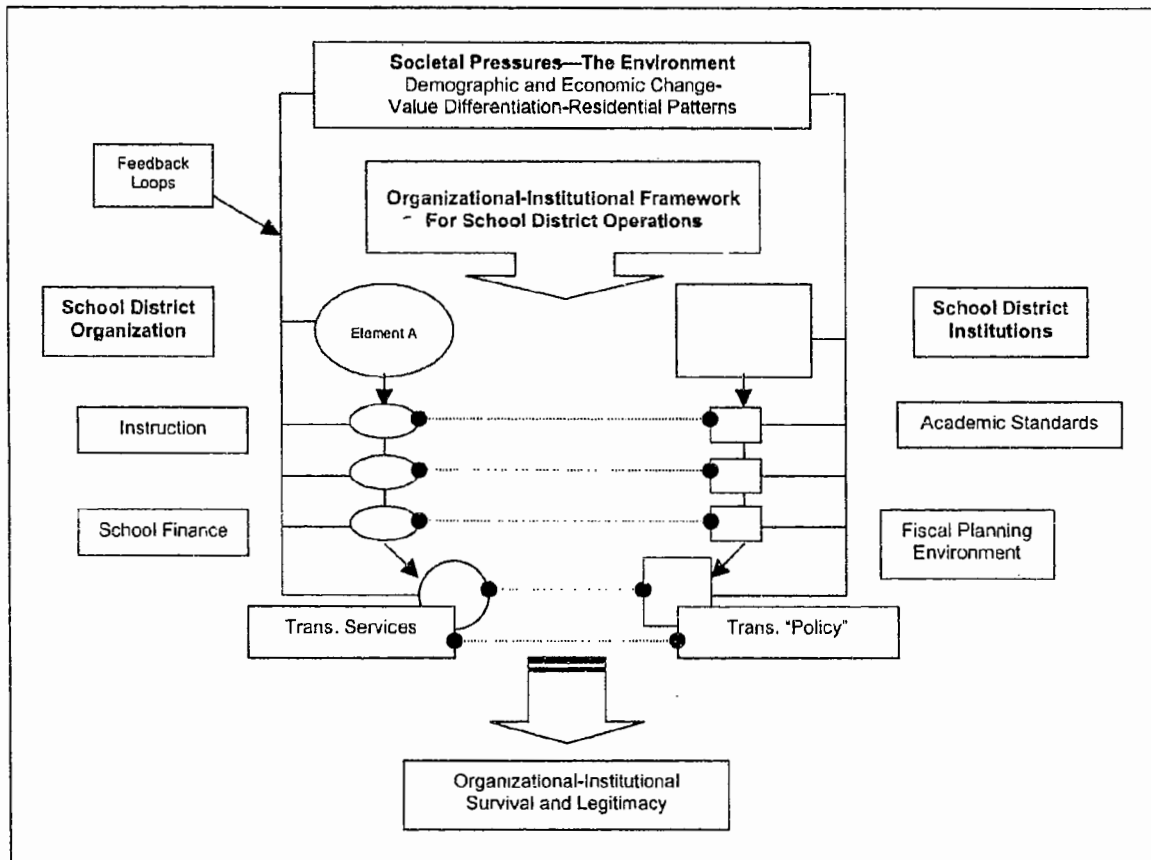 Societal Pressures—The Environment
Demographic and Economic Change-
Value Differentiation-Residential Patterns
Feedback
Loops
Organizational-Institutional Framework
For School District Operations
School District
Organization
Element A
School District
Institutions
Instruction
Academic Standards
School Finance
Fiscal Planning
Environment
Trans. Services
Trans. "Policy"
Organizational-Institutional
Survival and Legitimacy